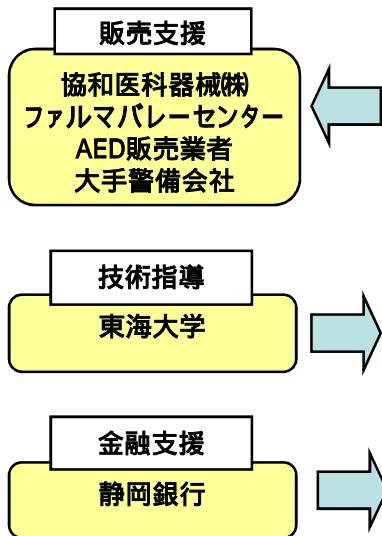 販売支援
協和医科器械㈱
ファルマバレーセンター
AED販売業者
大手警備会社
技術指導
東海大学
金融支援
静岡銀行